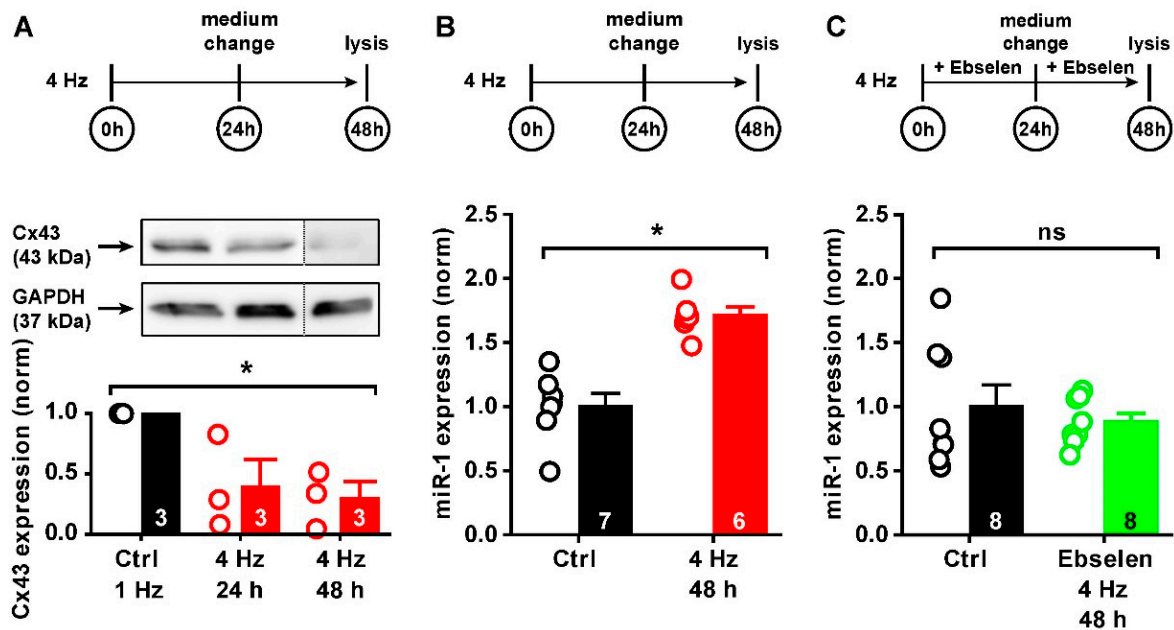 A
medium
change
lysis
4 Hz
0h
24h
48h
Cx43
(43 kDa)
GAPDH
(37 kDa)
Cx43 expression (norm)
*
1.0
0.5
0.0
3
3
3
Ctrl
1 Hz
4 Hz
24 h
4 Hz
48 h
B
medium
change
lysis
4 Hz
0h
24h
48h
miR-1 expression (norm)
2.5
2.0
1.5
1.0
0.5
0.0
*
7
6
Ctrl
4 Hz
48 h
C
medium
change
lysis
4 Hz
+ Ebselen
+ Ebselen
0h
24h
48h
miR-1 expression (norm)
2.5
2.0
1.5
1.0
0.5
0.0
ns
8
8
Ctrl
Ebselen
4 Hz
48 h